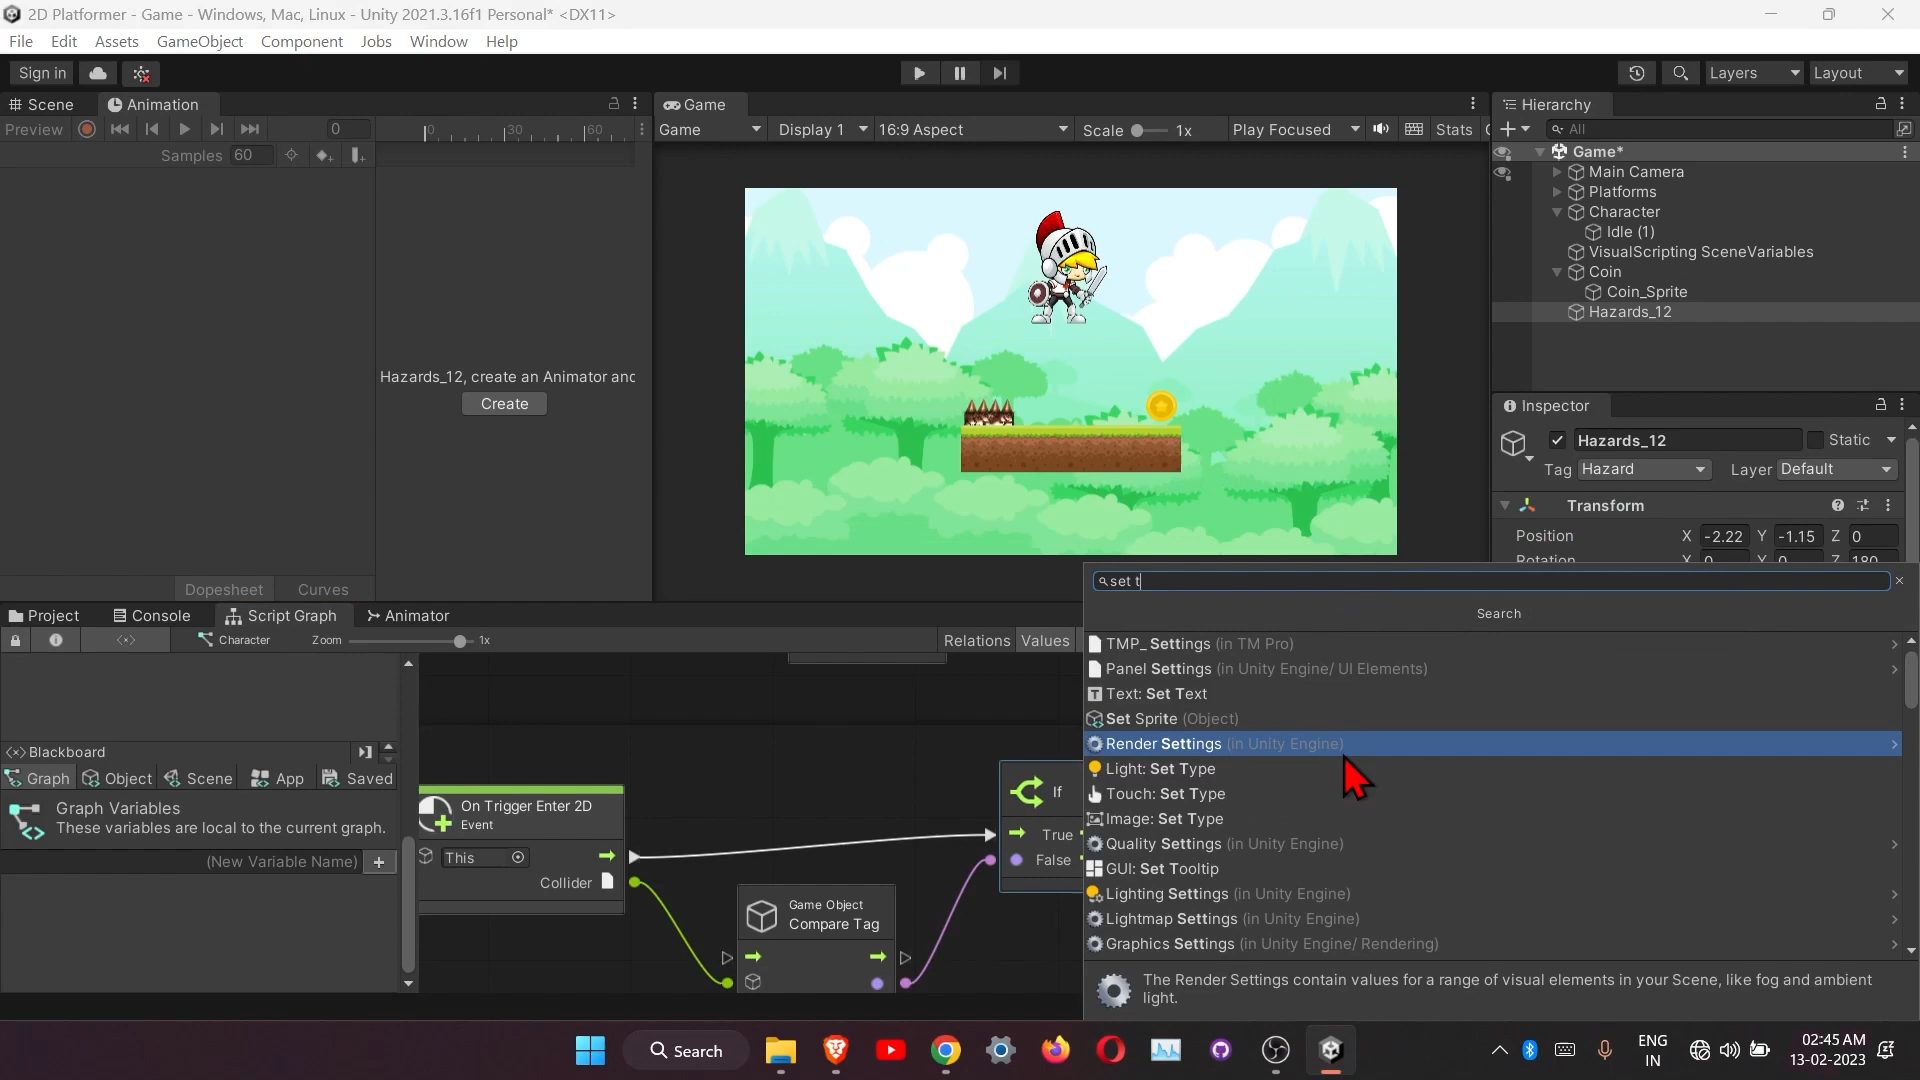 2D Platformer - Game - Windows, Mac, Linux - Unity 2021.3.16f1 Personal* <DX11>
File Edit Assets GameObject Component Jobs Window Help
Sign in
Layers Layout
Scene Animation
Game
Hierarchy
Preview 0 0 30 60
Game Display 1 16:9 Aspect Scale 1x Play Focused Stats
All
Samples 60
Game*
Main Camera
Platforms
Character
Idle (1)
VisualScripting SceneVariables
Coin
Coin_Sprite
Hazards_12
Hazards_12, create an Animator and
Create
Inspector
Hazards_12 Static
Tag Hazard Layer Default
Transform
Position X -2.22 Y -1.15 Z 0
Rotation X 0 Y 0 Z 180
Dopesheet Curves
Project Console Script Graph Animator
Character Zoom 1x Relations Values
set t
Search
TMP_Settings (in TM Pro)
Panel Settings (in Unity Engine/ UI Elements)
Text: Set Text
Set Sprite (Object)
Render Settings (in Unity Engine)
Light: Set Type
Touch: Set Type
Image: Set Type
Quality Settings (in Unity Engine)
GUI: Set Tooltip
Lighting Settings (in Unity Engine)
Lightmap Settings (in Unity Engine)
Graphics Settings (in Unity Engine/ Rendering)
The Render Settings contain values for a range of visual elements in your Scene, like fog and ambient
light.
Blackboard
Graph Object Scene App Saved
Graph Variables
These variables are local to the current graph.
(New Variable Name) +
On Trigger Enter 2D
Event
This
Collider
Game Object
Compare Tag
If
True
False
Search
ENG
IN
02:45 AM
13-02-2023